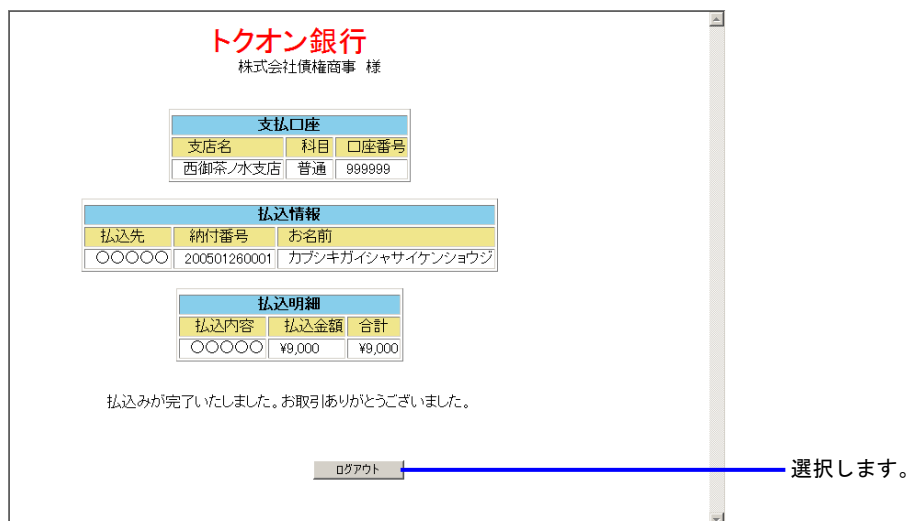 トクオン銀行
株式会社債権商事 様
支払口座
支店名 科目 口座番号
西御茶ノ水支店 普通 999999
払込情報
払込先 納付番号 お名前
○○○○○ 200501260001 カブシキガイシャサイケンショウジ
払込明細
払込内容 払込金額 合計
○○○○○ ¥9,000 ¥9,000
払込みが完了いたしました。お取引ありがとうございました。
ログアウト 選択します。